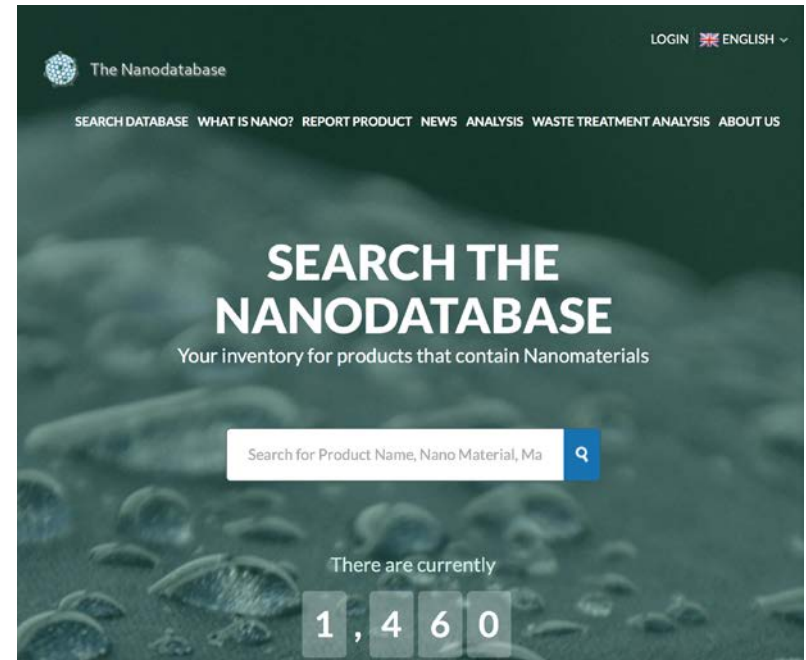 LOGIN ENGLISH
The Nanodatabase
SEARCH DATABASE WHAT IS NANO? REPORT PRODUCT NEWS ANALYSIS WASTE TREATMENT ANALYSIS ABOUT US
SEARCH THE
NANODATABASE
Your inventory for products that contain Nanomaterials
Search for Product Name, Nano Material, Ma
There are currently
1,460